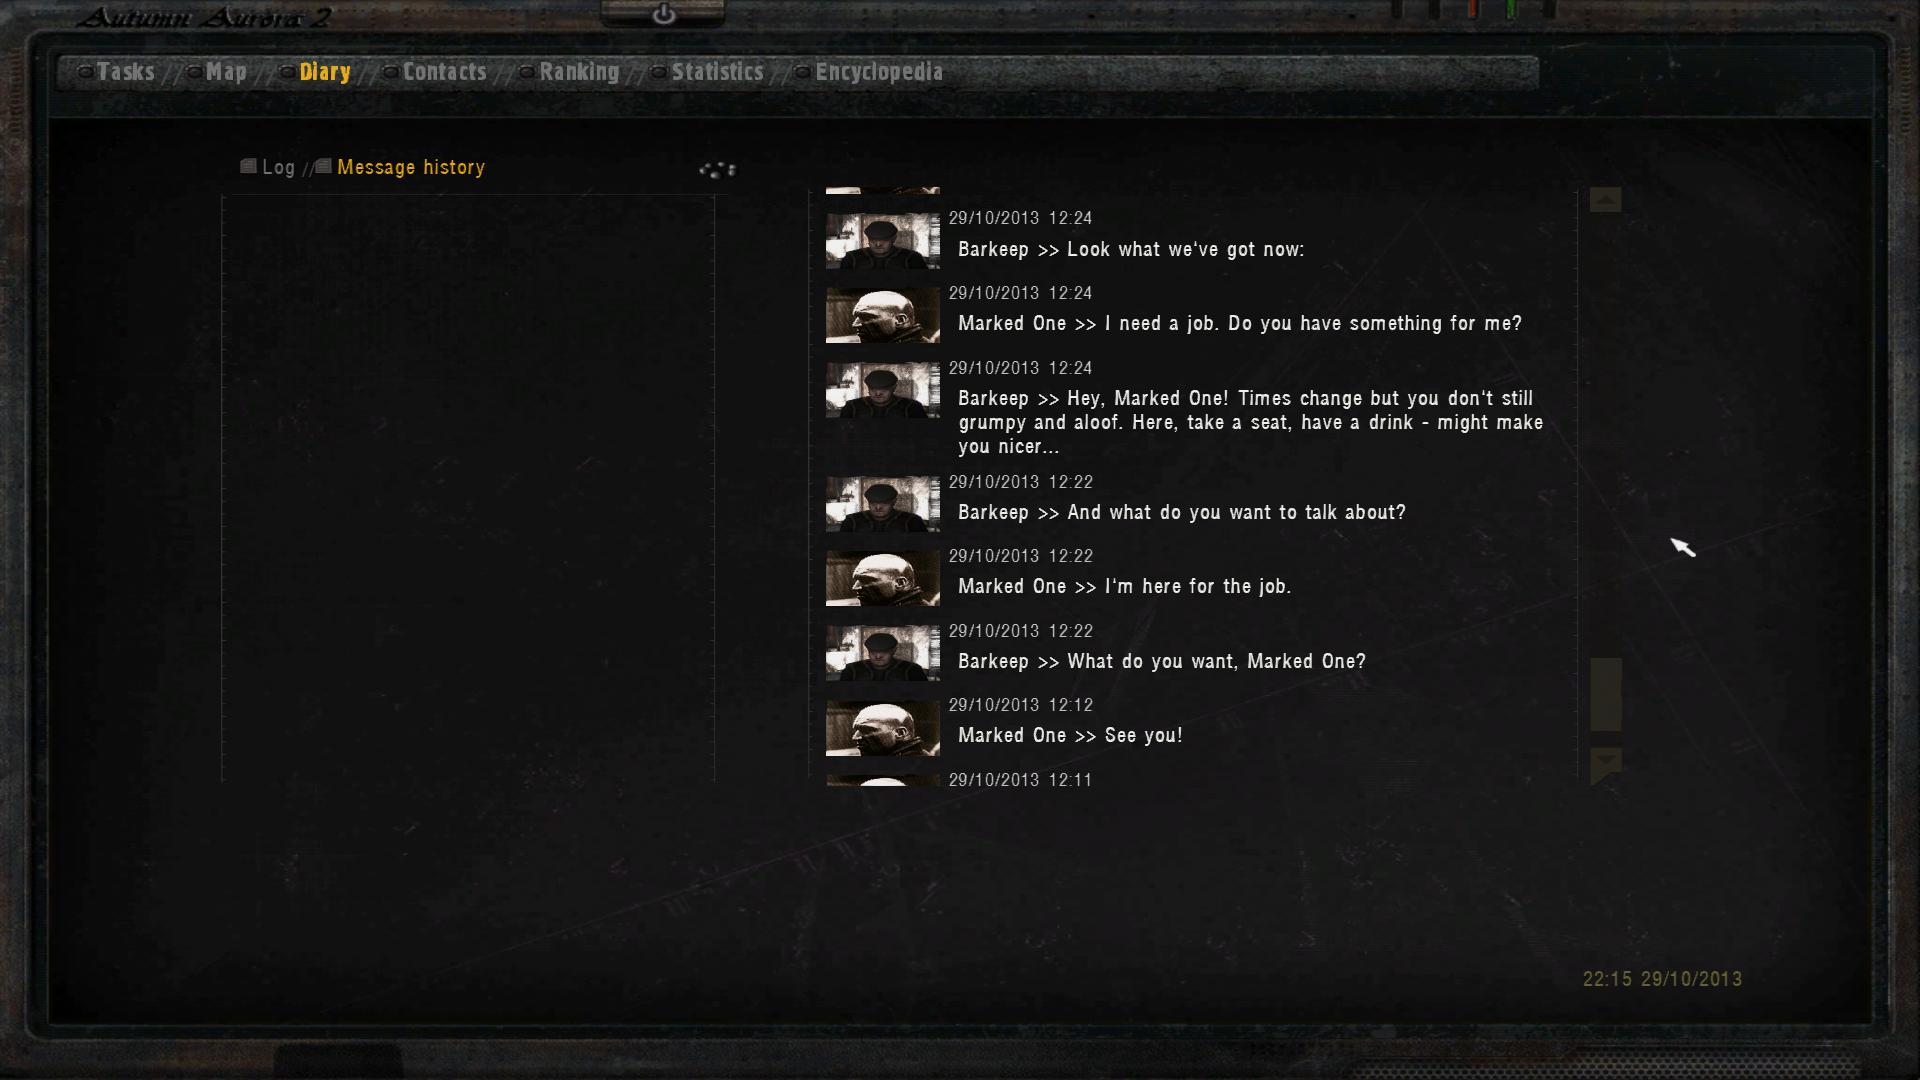 Autumn Aurora 2
Tasks // Map // Diary // Contacts // Ranking // Statistics // Encyclopedia
Log // Message history
29/10/2013 12:24
Barkeep >> Look what we've got now:
29/10/2013 12:24
Marked One >> I need a job. Do you have something for me?
29/10/2013 12:24
Barkeep >> Hey, Marked One! Times change but you don't still
grumpy and aloof. Here, take a seat, have a drink - might make
you nicer...
29/10/2013 12:22
Barkeep >> And what do you want to talk about?
29/10/2013 12:22
Marked One >> I'm here for the job.
29/10/2013 12:22
Barkeep >> What do you want, Marked One?
29/10/2013 12:12
Marked One >> See you!
29/10/2013 12:11
22:15 29/10/2013